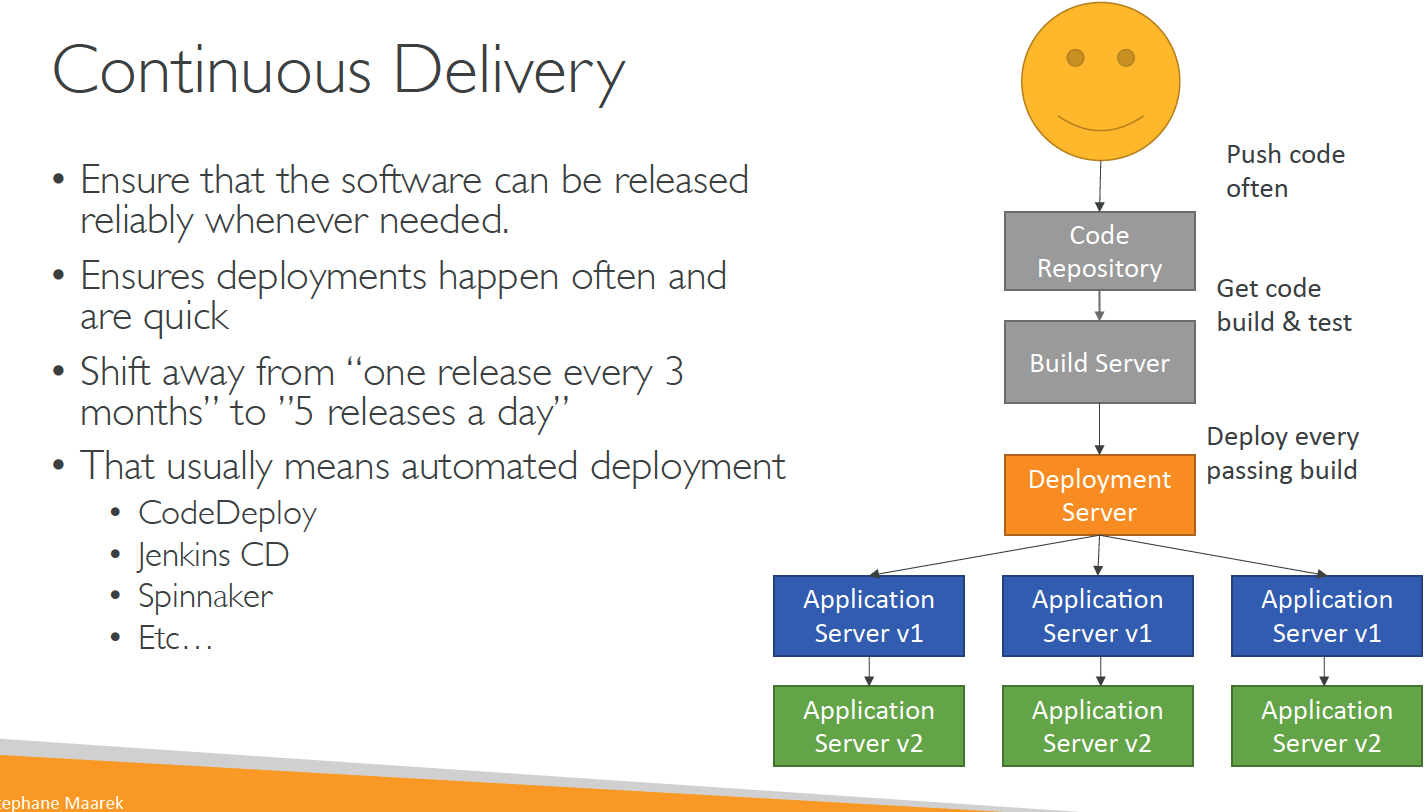 Continuous Delivery
• Ensure that the software can be released
reliably whenever needed.
• Ensures deployments happen often and
are quick
• Shift away from “one release every 3
months” to ”5 releases a day”
• That usually means automated deployment
• CodeDeploy
• Jenkins CD
• Spinnaker
• Etc…
Push code
often
Code
Repository
Get code
build & test
Build Server
Deploy every
passing build
Deployment
Server
Application
Server v1
Application
Server v1
Application
Server v1
Application
Server v2
Application
Server v2
Application
Server v2
tephane Maarek